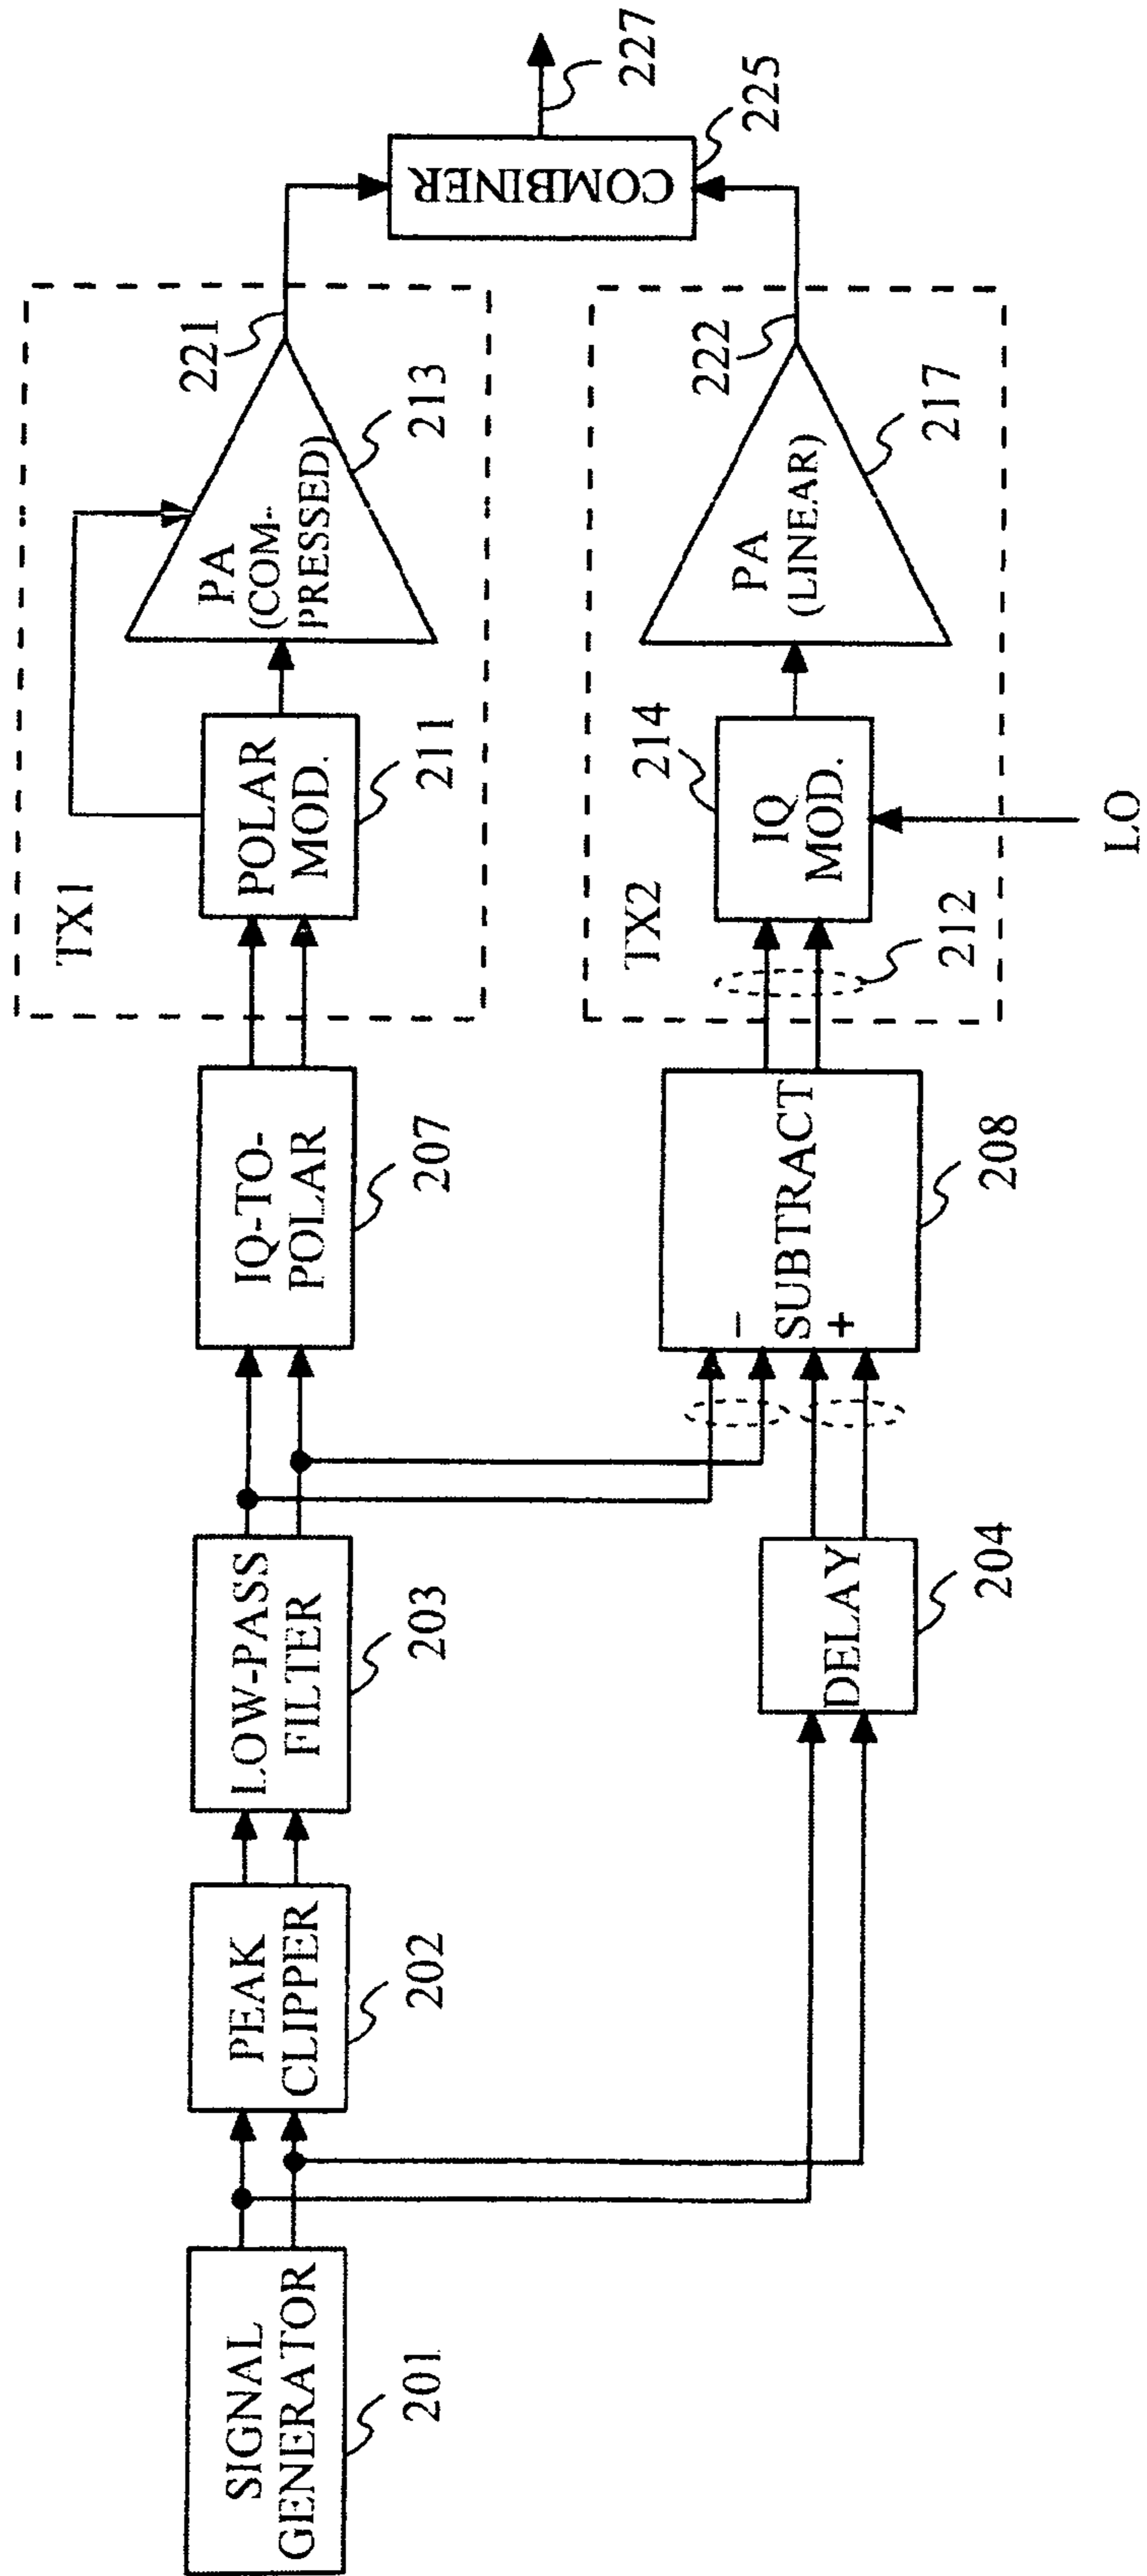 SIGNAL
GENERATOR
201
PEAK
CLIPPER
202
LOW-PASS
FILTER
203
IQ-TO-
POLAR
207
TX1
POLAR
MOD.
211
PA
(COM-
PRESSED)
213
221
DELAY
204
-
SUBTRACT
+
208
212
TX2
IQ
MOD.
214
LO
PA
(LINEAR)
217
222
COMBINER
225
227